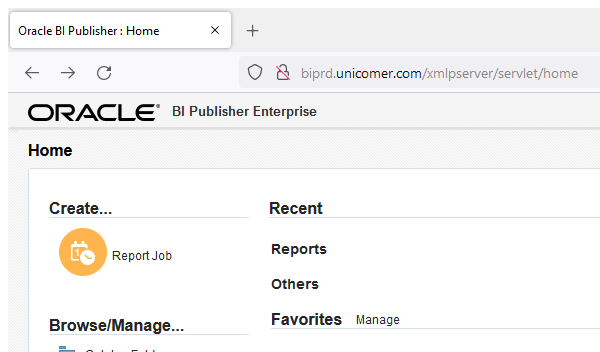 Oracle BI Publisher : Home
biprd.unicomer.com/xmlpserver/servlet/home
ORACLE® BI Publisher Enterprise
Home
Create...
Report Job
Browse/Manage...
Recent
Reports
Others
Favorites Manage